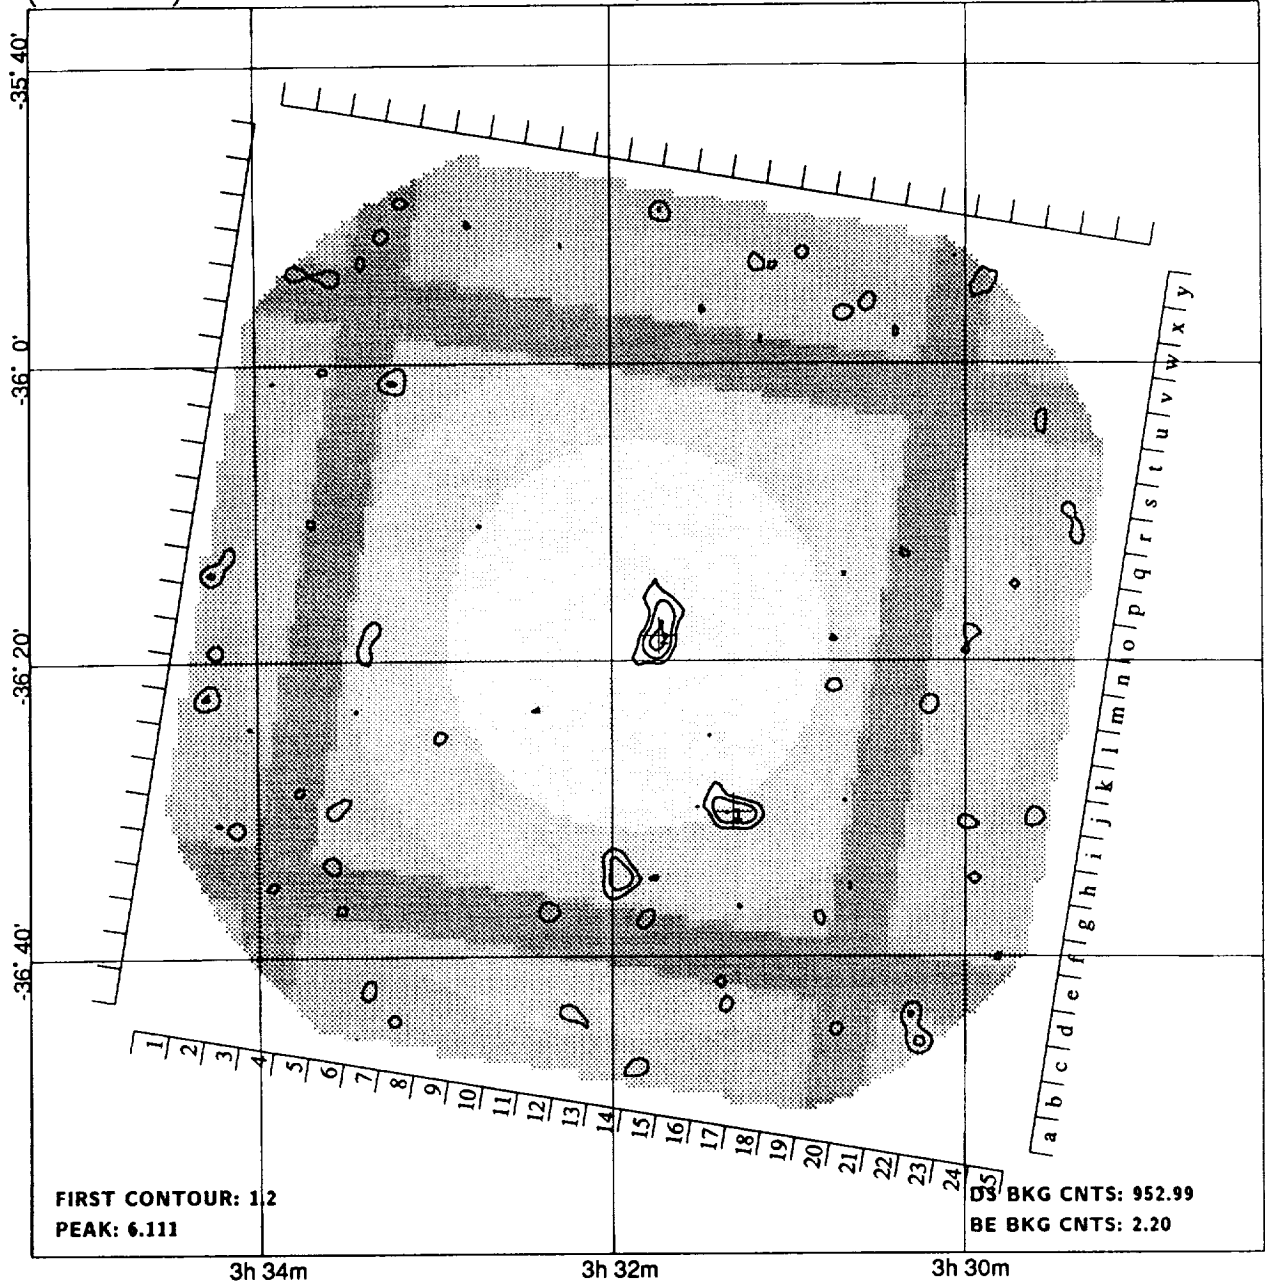 -35° 40'
-36° 0'
-36° 20'
-36° 40'
y
x
w
v
u
t
s
r
q
p
o
n
m
l
k
j
i
h
g
f
e
d
c
b
a
1 2 3 4 5 6 7 8 9 10 11 12 13 14 15 16 17 18 19 20 21 22 23 24 25
FIRST CONTOUR: 1.2
PEAK: 6.111
DS BKG CNTS: 952.99
BE BKG CNTS: 2.20
3h 34m 3h 32m 3h 30m